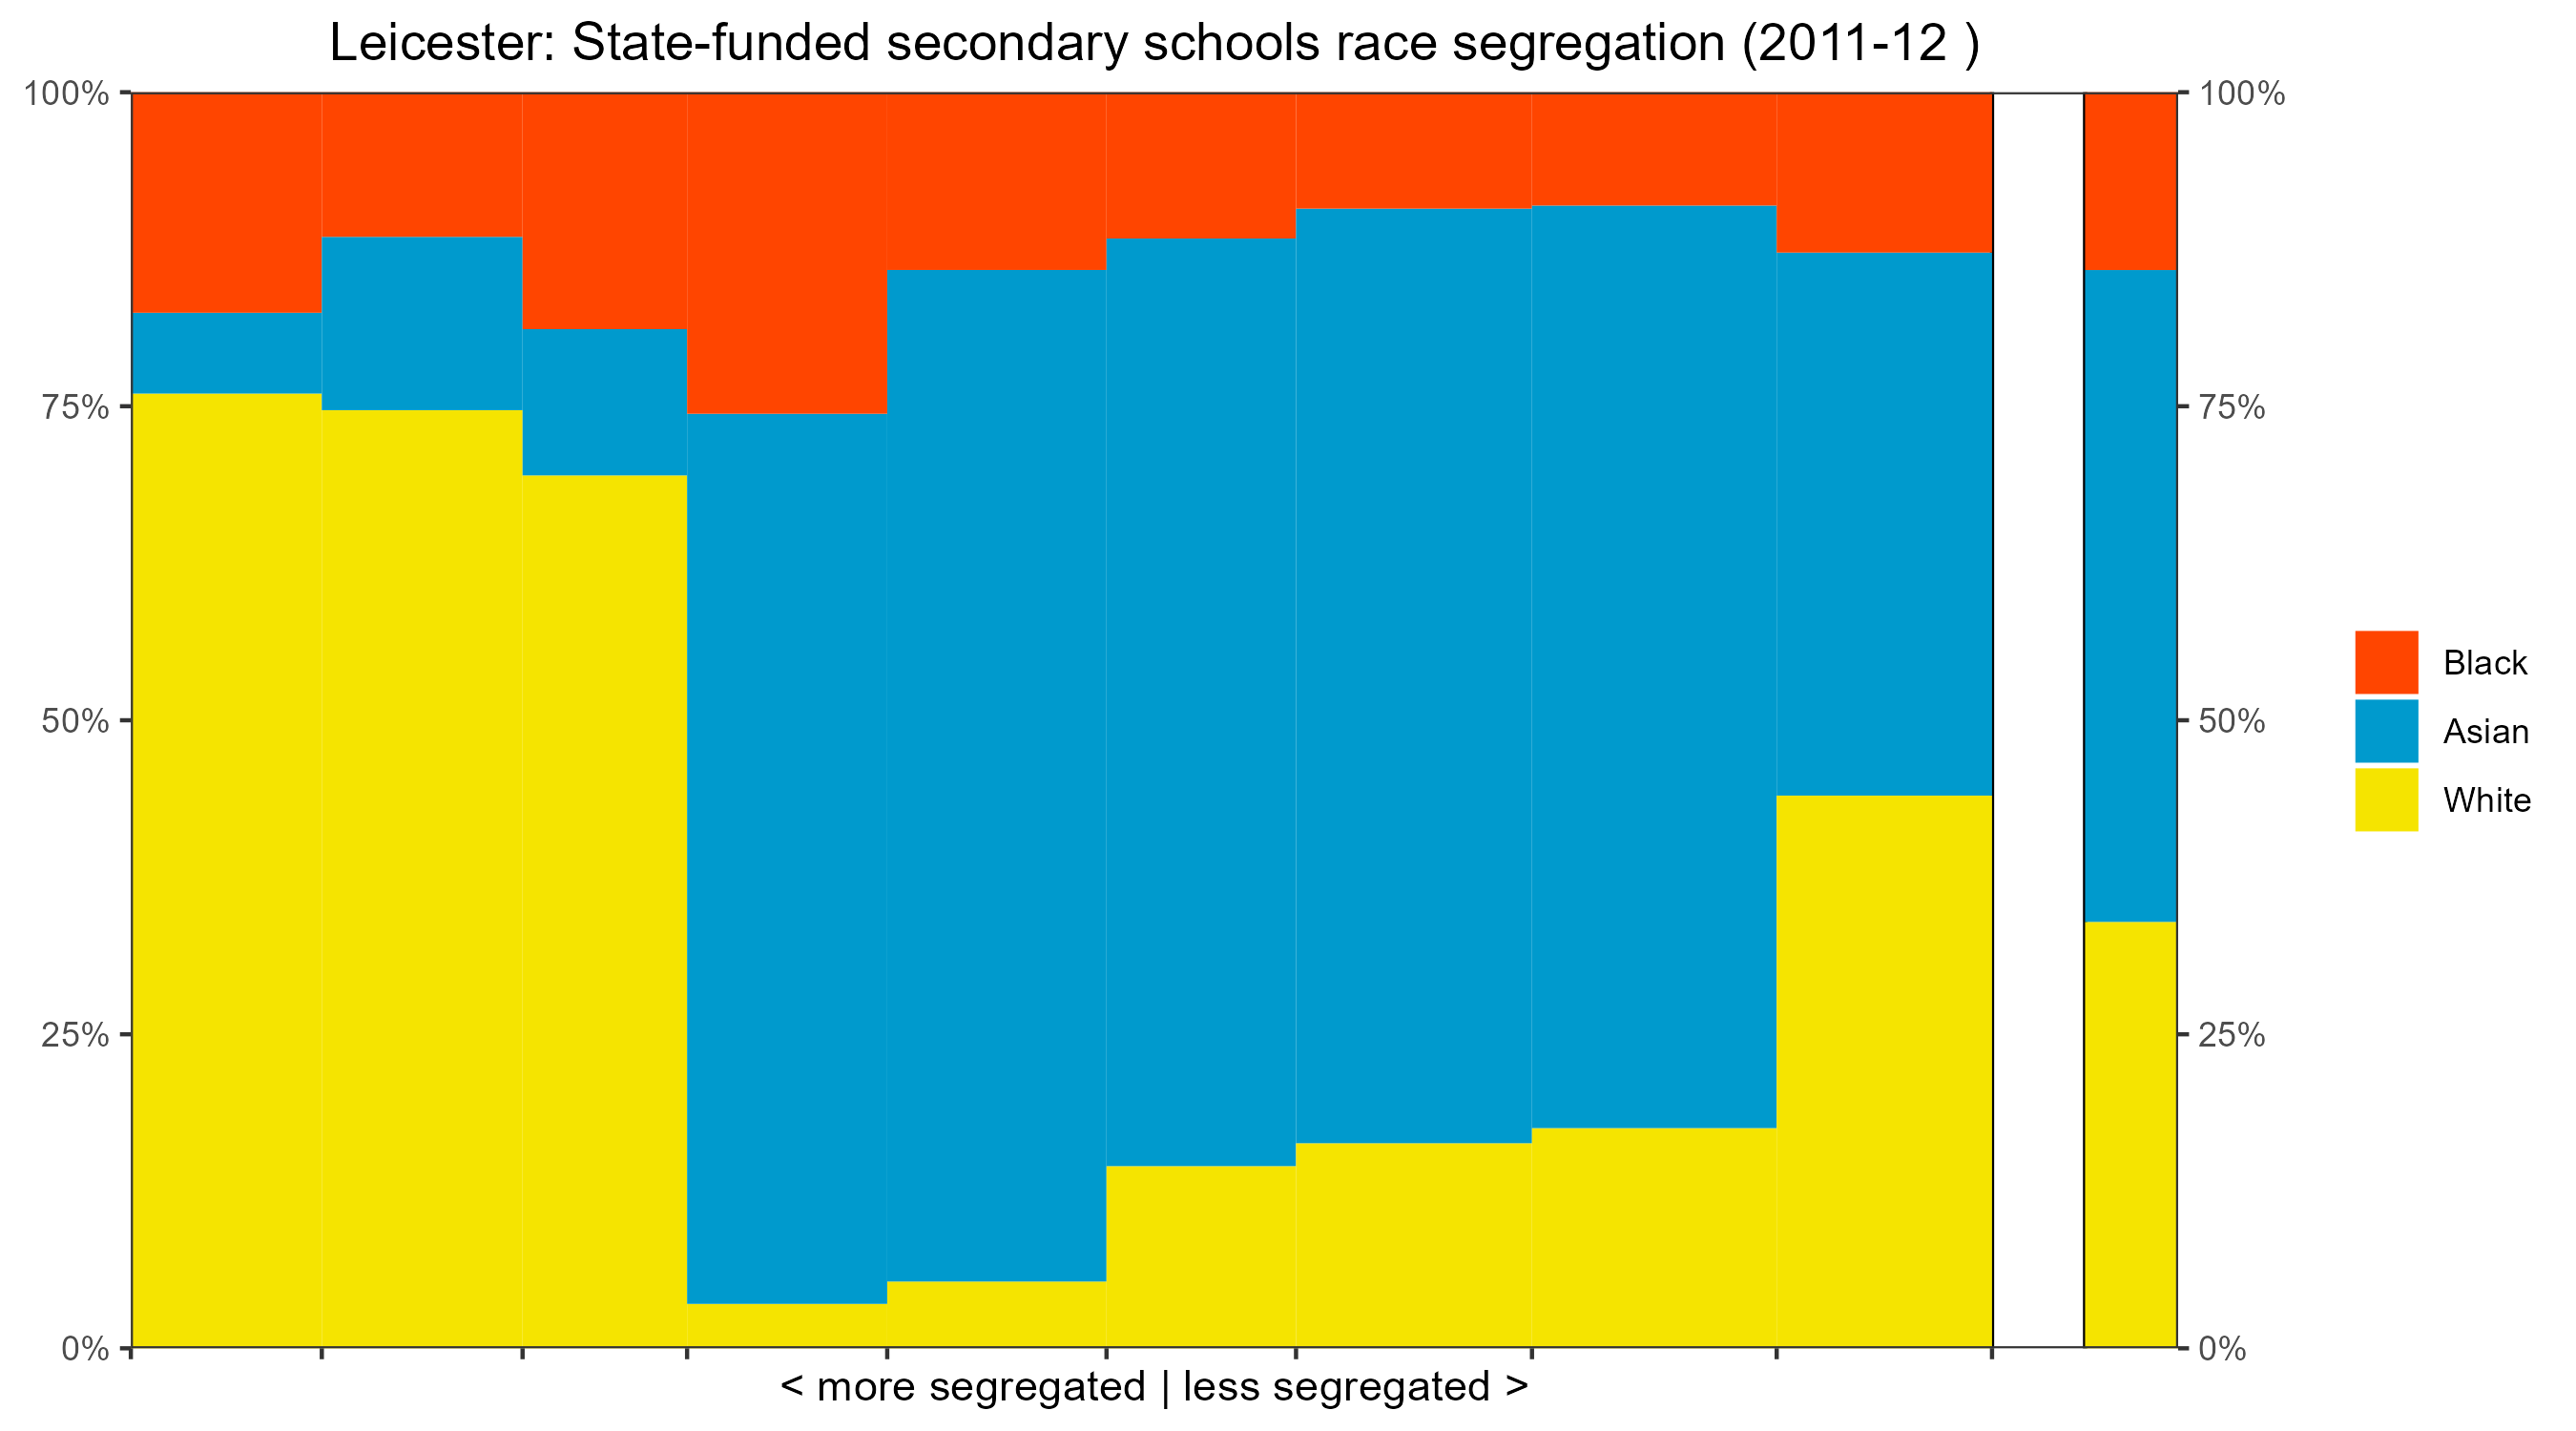 Leicester: State-funded secondary schools race segregation (2011-12 )
100%
75%
50%
25%
0%
100%
75%
50%
25%
0%
Black
Asian
White
< more segregated | less segregated >